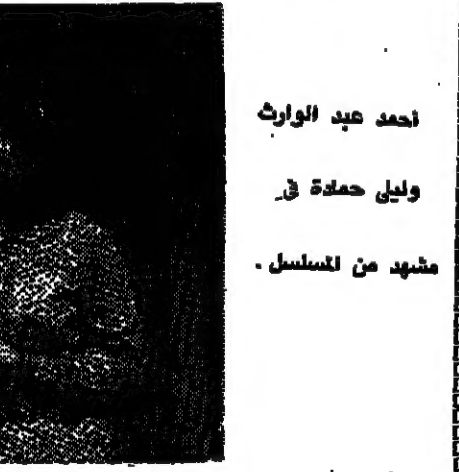 أحمد عبد الوارث
وليلى حمادة في
مشهد من المسلسل .